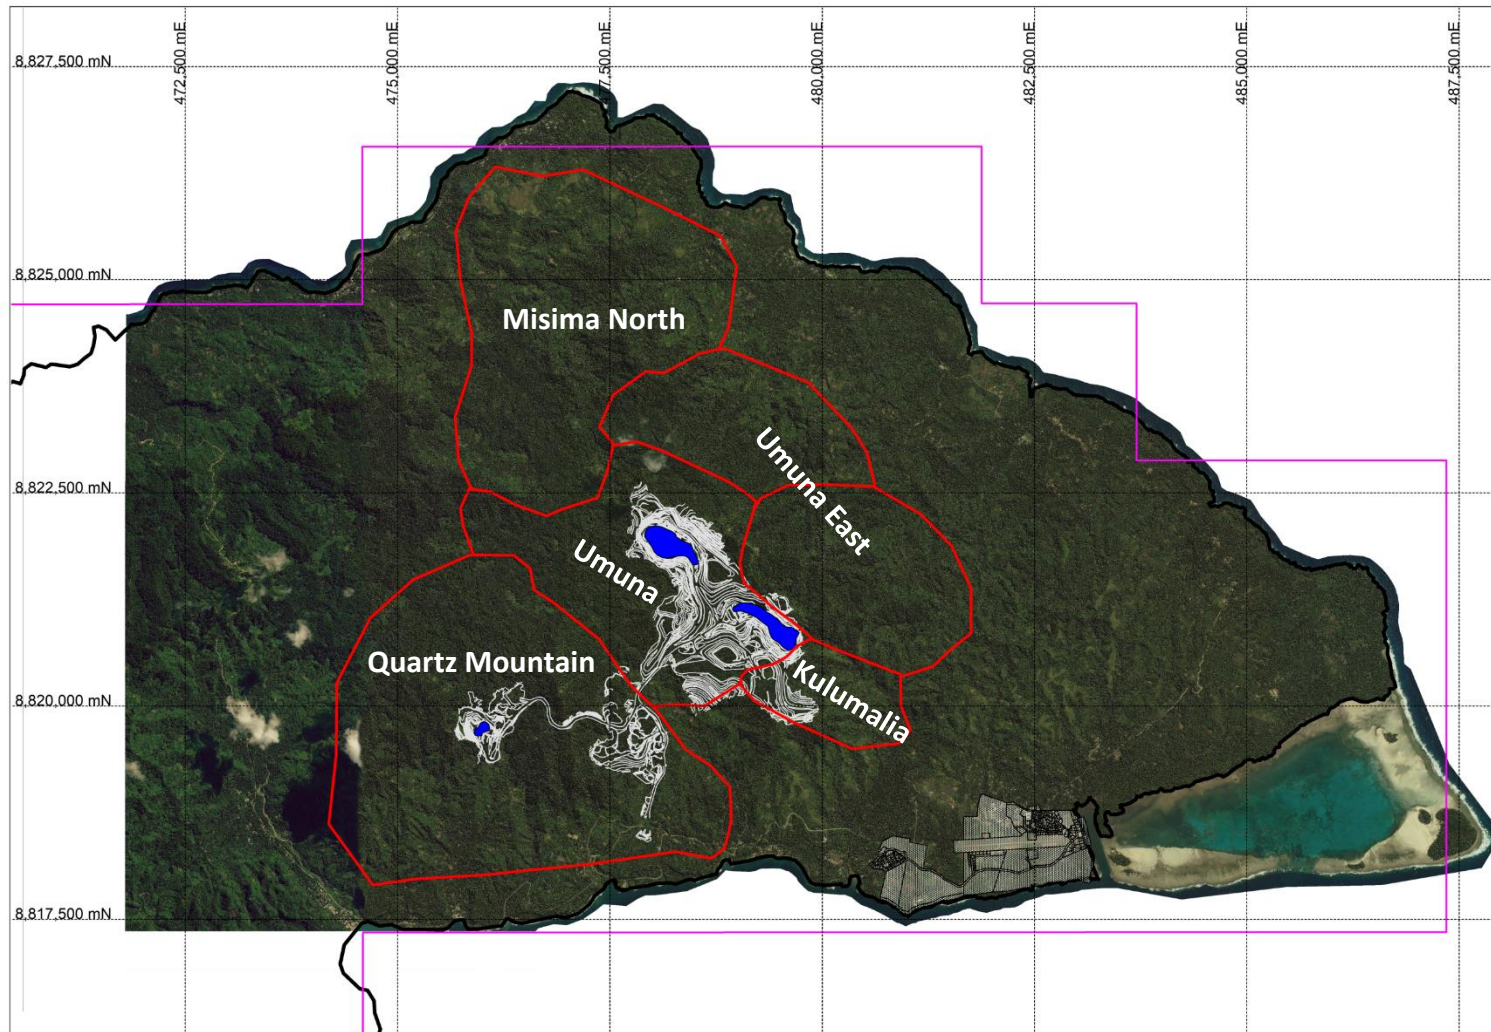 472,500 mE
475,000 mE
477,500 mE
480,000 mE
482,500 mE
485,000 mE
487,500 mE
8,827,500 mN
8,825,000 mN
Misima North
Umuna East
8,822,500 mN
Umuna
Quartz Mountain
Kulumalia
8,820,000 mN
8,817,500 mN